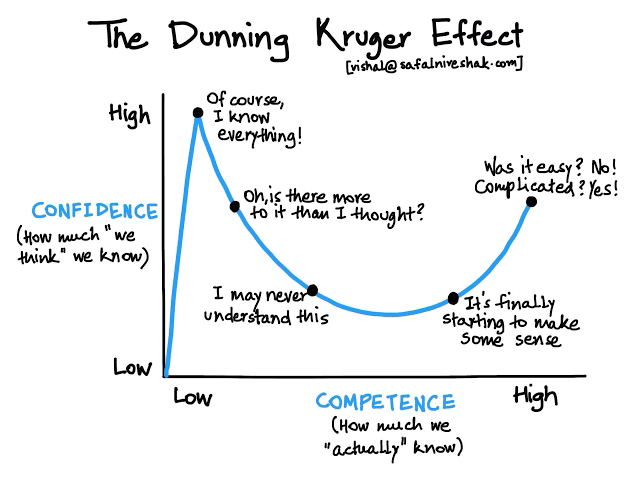 The Dunning Kruger Effect
[vishal@safalniveshak.com]
High
Of course,
I know
everything!
Was it easy? No!
Complicated? Yes!
Oh, is there more
to it than I thought?
CONFIDENCE
(How much "we
think" we know)
I may never
understand this
It's finally
starting to make
some sense
Low
Low
COMPETENCE
High
(How much we
"actually" know)